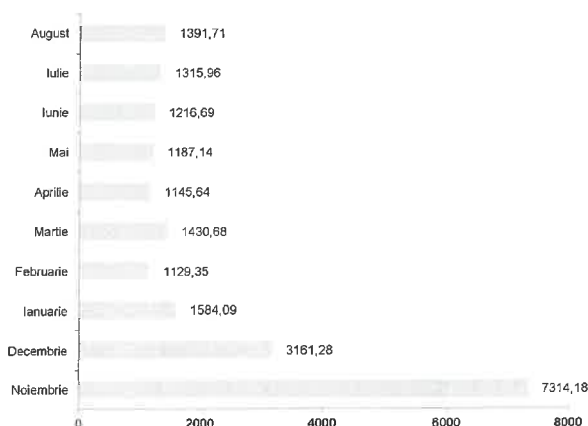 August 1391,71
Iulie 1315,96
Iunie 1216,69
Mai 1187,14
Aprilie 1145,64
Martie 1430,68
Februarie 1129,35
Ianuarie 1584,09
Decembrie 3161,28
Noiembrie 7314,18
0 2000 4000 6000 8000